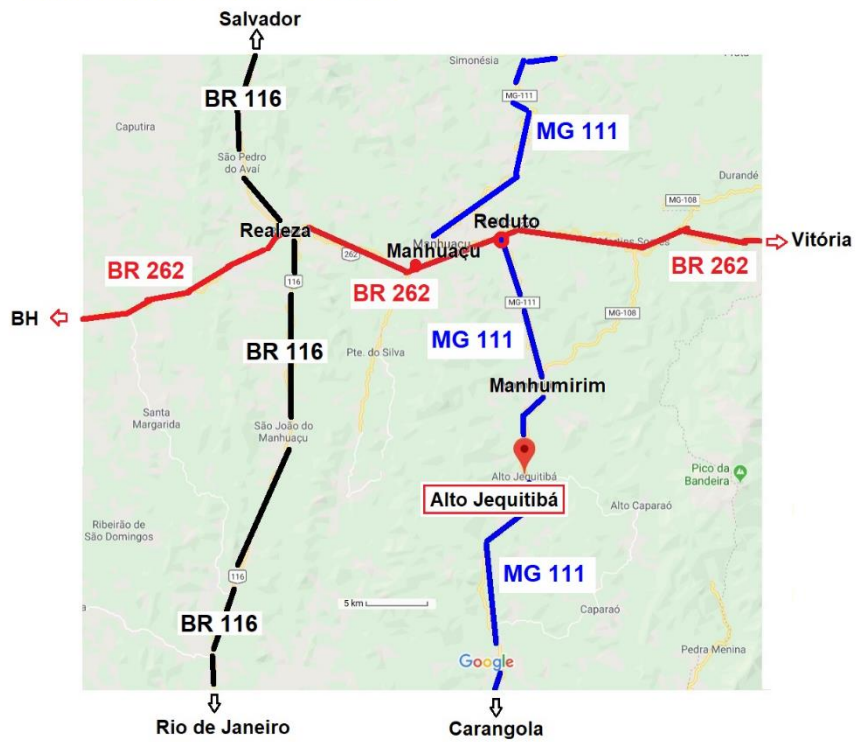 Salvador
Simonésia
BR 116
MG-111
Caputira
MG 111
São Pedro
do Avaí
Durandé
MG-108
Realeza
Reduto
Manhuaçu
262
Vitória
BR 262
116
BR 262
BR 262
BH
MG-111
MG-108
BR 116
Pte. do Silva
MG 111
Manhumirim
Santa
Margarida
São João do
Manhuaçu
Alto Jequitibá
Pico da
Bandeira
Alto Jequitibá
Alto Caparaó
Ribeirão de
São Domingos
116
MG 111
5 km
Caparaó
BR 116
Google
Pedra Menina
Rio de Janeiro
Carangola